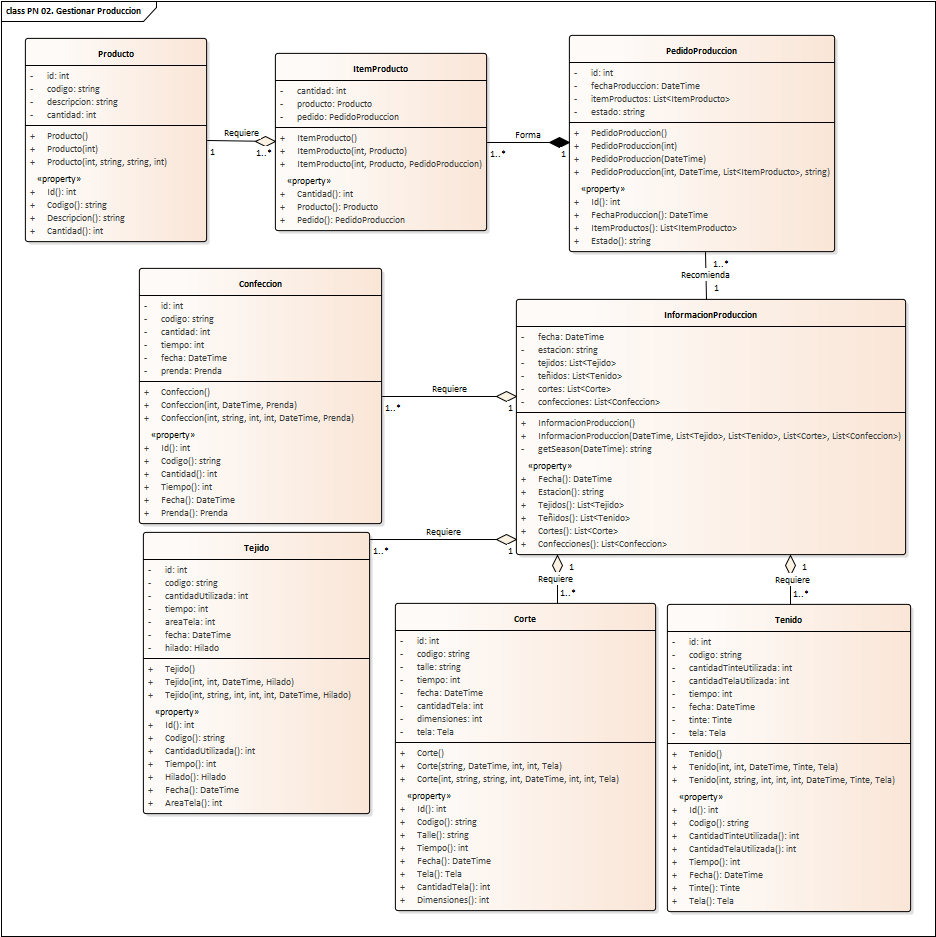 class PN 02. Gestionar Produccion
Producto
- id: int
- codigo: string
- descripcion: string
- cantidad: int
+ Producto()
+ Producto(int)
+ Producto(int, string, string, int)
«property»
+ Id(): int
+ Codigo(): string
+ Descripcion(): string
+ Cantidad(): int
Requiere
1
1..*
ItemProducto
- cantidad: int
- producto: Producto
- pedido: PedidoProduccion
+ ItemProducto()
+ ItemProducto(int, Producto)
+ ItemProducto(int, Producto, PedidoProduccion)
«property»
+ Cantidad(): int
+ Producto(): Producto
+ Pedido(): PedidoProduccion
Forma
1..*
1
PedidoProduccion
- id: int
- fechaProduccion: DateTime
- itemProductos: List<ItemProducto>
- estado: string
+ PedidoProduccion()
+ PedidoProduccion(int)
+ PedidoProduccion(DateTime)
+ PedidoProduccion(int, DateTime, List<ItemProducto>, string)
«property»
+ Id(): int
+ FechaProduccion(): DateTime
+ ItemProductos(): List<ItemProducto>
+ Estado(): string
1..*
Recomienda
1
Confeccion
- id: int
- codigo: string
- cantidad: int
- tiempo: int
- fecha: DateTime
- prenda: Prenda
+ Confeccion()
+ Confeccion(int, DateTime, Prenda)
+ Confeccion(int, string, int, int, DateTime, Prenda)
«property»
+ Id(): int
+ Codigo(): string
+ Cantidad(): int
+ Tiempo(): int
+ Fecha(): DateTime
+ Prenda(): Prenda
Requiere
1..*
1
InformacionProduccion
- fecha: DateTime
- estacion: string
- tejidos: List<Tejido>
- teñidos: List<Tenido>
- cortes: List<Corte>
- confecciones: List<Confeccion>
+ InformacionProduccion()
+ InformacionProduccion(DateTime, List<Tejido>, List<Tenido>, List<Corte>, List<Confeccion>)
- getSeason(DateTime): string
«property»
+ Fecha(): DateTime
+ Estacion(): string
+ Tejidos(): List<Tejido>
+ Teñidos(): List<Tenido>
+ Cortes(): List<Corte>
+ Confecciones(): List<Confeccion>
Requiere
1..*
1
Tejido
- id: int
- codigo: string
- cantidadUtilizada: int
- tiempo: int
- areaTela: int
- fecha: DateTime
- hilado: Hilado
+ Tejido()
+ Tejido(int, int, DateTime, Hilado)
+ Tejido(int, string, int, int, int, DateTime, Hilado)
«property»
+ Id(): int
+ Codigo(): string
+ CantidadUtilizada(): int
+ Tiempo(): int
+ Hilado(): Hilado
+ Fecha(): DateTime
+ AreaTela(): int
1
Requiere
1..*
Corte
- id: int
- codigo: string
- talle: string
- tiempo: int
- fecha: DateTime
- cantidadTela: int
- dimensiones: int
- tela: Tela
+ Corte()
+ Corte(string, DateTime, int, int, Tela)
+ Corte(int, string, string, int, DateTime, int, int, Tela)
«property»
+ Id(): int
+ Codigo(): string
+ Talle(): string
+ Tiempo(): int
+ Fecha(): DateTime
+ Tela(): Tela
+ CantidadTela(): int
+ Dimensiones(): int
1
Requiere
1..*
Tenido
- id: int
- codigo: string
- cantidadTinteUtilizada: int
- cantidadTelaUtilizada: int
- tiempo: int
- fecha: DateTime
- tinte: Tinte
- tela: Tela
+ Tenido()
+ Tenido(int, int, DateTime, Tinte, Tela)
+ Tenido(int, string, int, int, int, DateTime, Tinte, Tela)
«property»
+ Id(): int
+ Codigo(): string
+ CantidadTinteUtilizada(): int
+ CantidadTelaUtilizada(): int
+ Tiempo(): int
+ Fecha(): DateTime
+ Tinte(): Tinte
+ Tela(): Tela